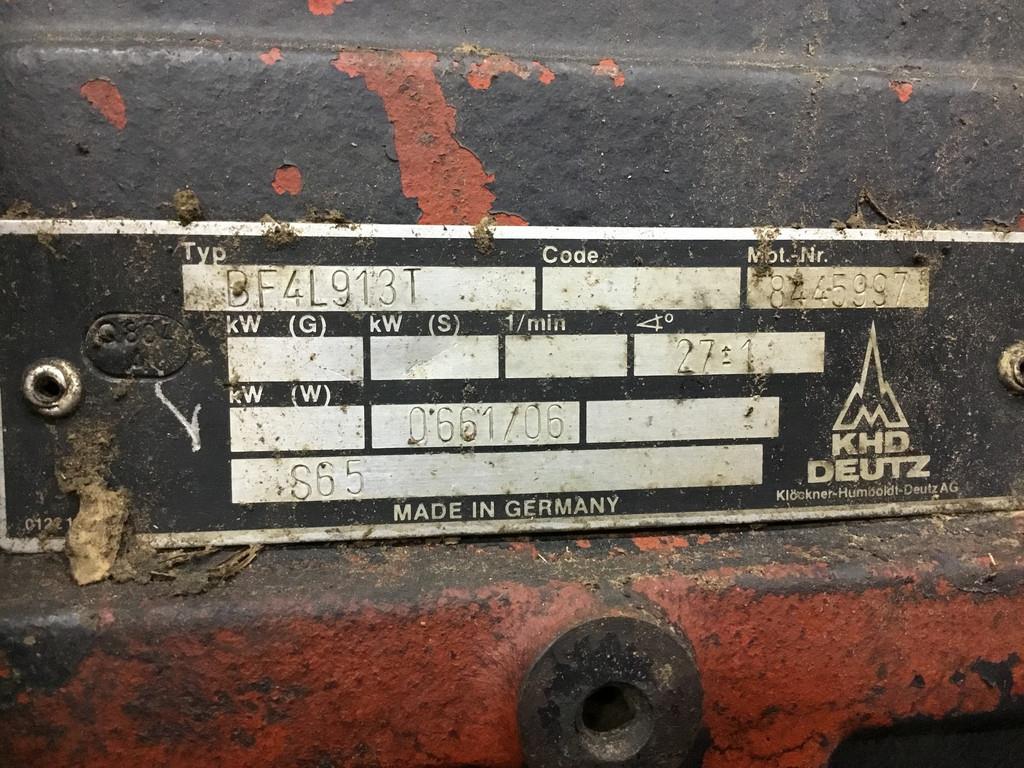 Typ Code Mot.-Nr.
BF4L913T 8445997
kW (G) kW (S) 1/min ∢°
27±1
kW (W)
0661/06
S65
KHD
DEUTZ
Klöckner-Humboldt-Deutz AG
MADE IN GERMANY